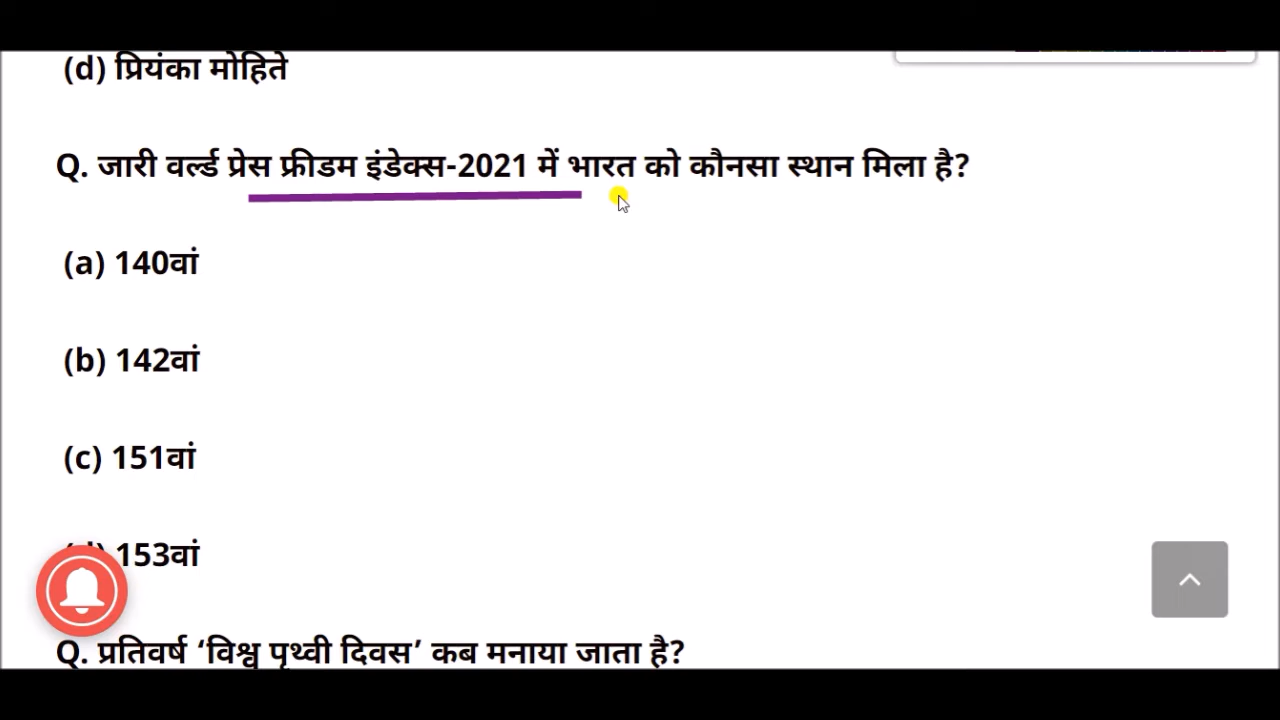 (d) प्रियंका मोहिते
Q. जारी वर्ल्ड प्रेस फ्रीडम इंडेक्स-2021 में भारत को कौनसा स्थान मिला है?
(a) 140वां
(b) 142वां
(c) 151वां
(d) 153वां
Q. प्रतिवर्ष ‘विश्व पृथ्वी दिवस’ कब मनाया जाता है?